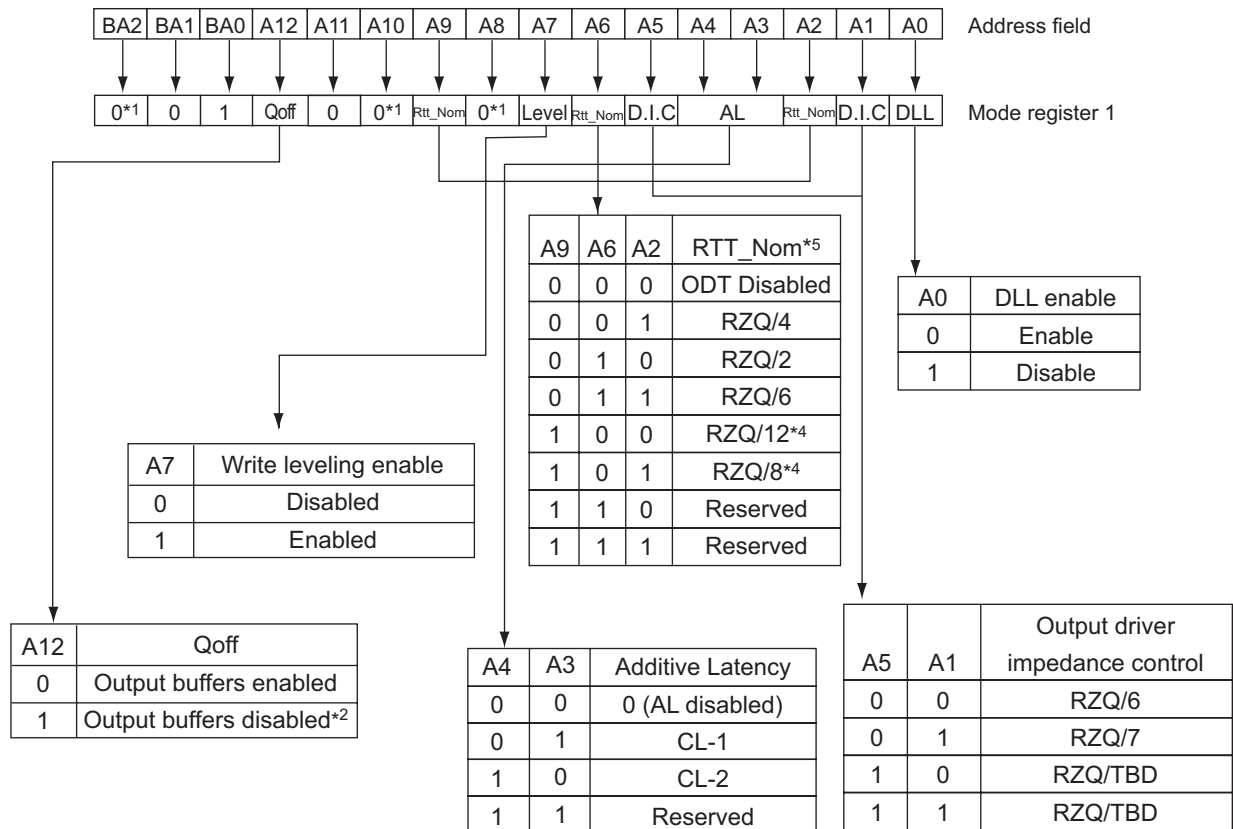 BA2 BA1 BA0 A12 A11 A10 A9 A8 A7 A6 A5 A4 A3 A2 A1 A0 Address field
0*1 0 1 Qoff 0 0*1 Rtt_Nom 0*1 Level Rtt_Nom D.I.C AL Rtt_Nom D.I.C DLL Mode register 1
A9 A6 A2 RTT_Nom*5
0 0 0 ODT Disabled
0 0 1 RZQ/4
0 1 0 RZQ/2
0 1 1 RZQ/6
1 0 0 RZQ/12*4
1 0 1 RZQ/8*4
1 1 0 Reserved
1 1 1 Reserved
A0 DLL enable
0 Enable
1 Disable
A7 Write leveling enable
0 Disabled
1 Enabled
A12 Qoff
0 Output buffers enabled
1 Output buffers disabled*2
A4 A3 Additive Latency
0 0 0 (AL disabled)
0 1 CL-1
1 0 CL-2
1 1 Reserved
A5 A1 Output driver
impedance control
0 0 RZQ/6
0 1 RZQ/7
1 0 RZQ/TBD
1 1 RZQ/TBD